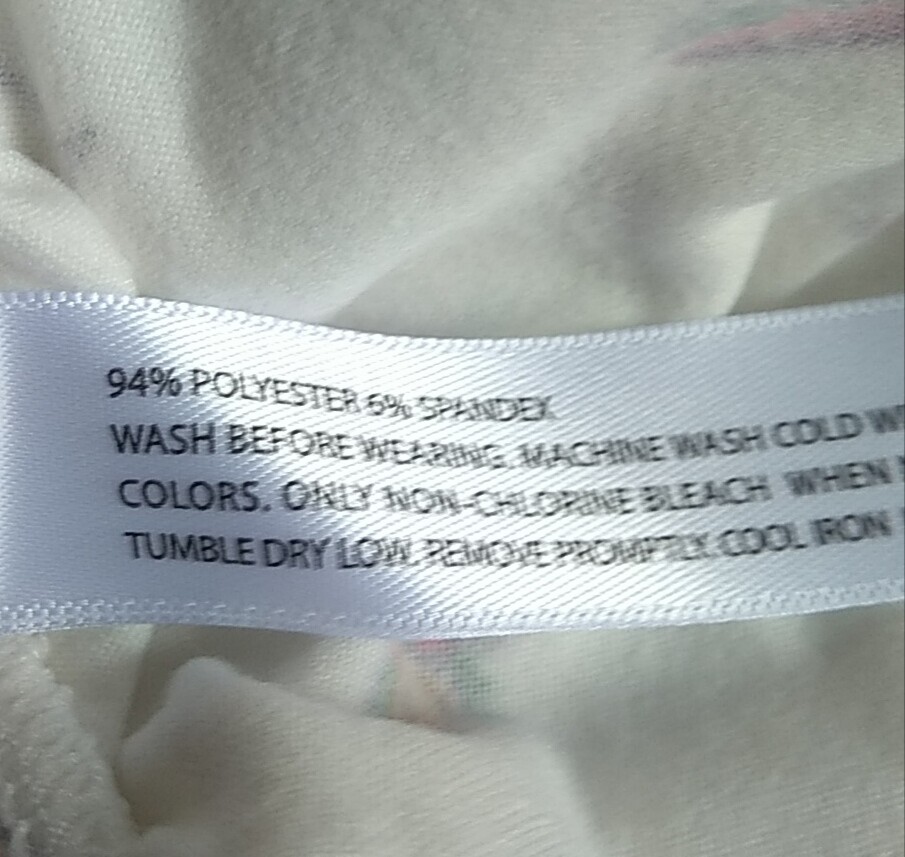 94% POLYESTER 6% SPANDEX
WASH BEFORE WEARING. MACHINE WASH COLD
COLORS. ONLY NON-CHLORINE BLEACH WHEN
TUMBLE DRY LOW. REMOVE PROMPTLY. COOL IRON